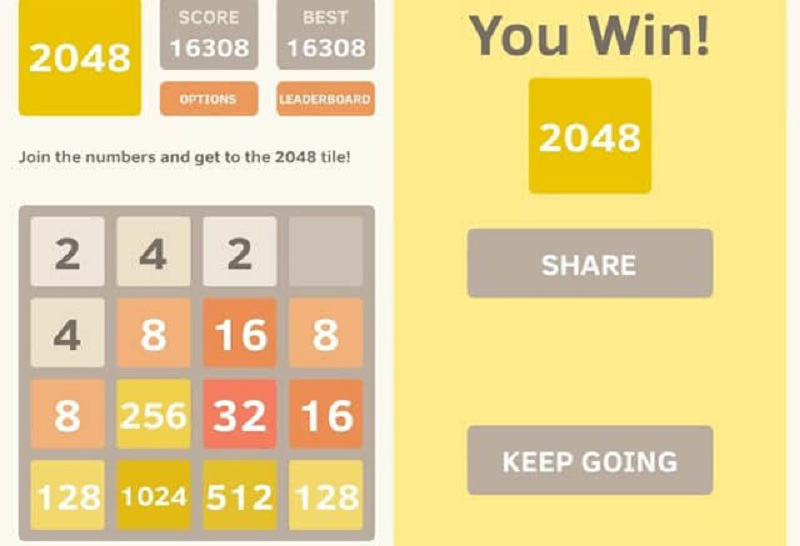 2048
SCORE
16308
BEST
16308
OPTIONS
LEADERBOARD
Join the numbers and get to the 2048 tile!
2 4 2
4 8 16 8
8 256 32 16
128 1024 512 128
You Win!
2048
SHARE
KEEP GOING